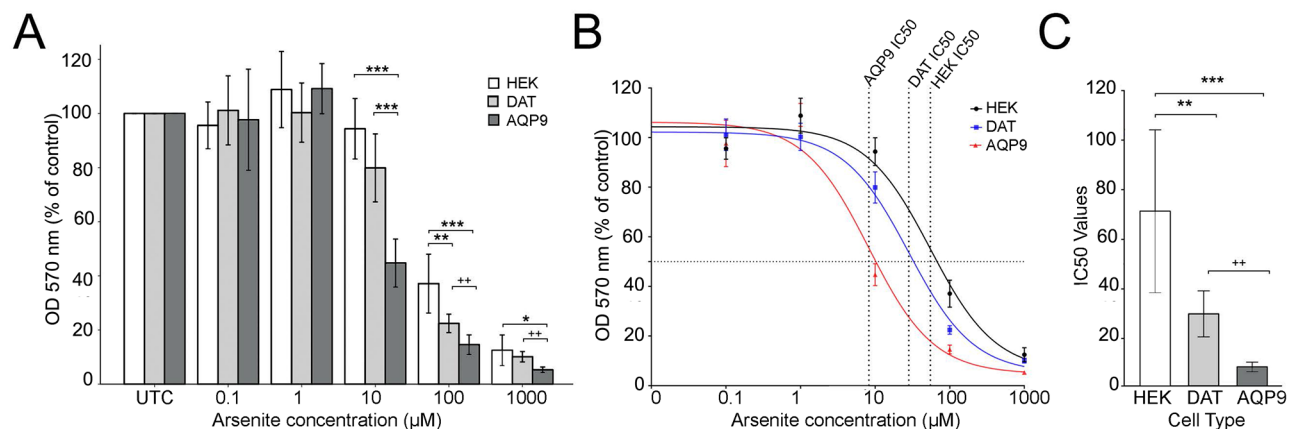 A
OD 570 nm (% of control)
120
100
80
60
40
20
0
***
***
***
**
++
*
++
HEK
DAT
AQP9
UTC
0.1
1
10
100
1000
Arsenite concentration (µM)
B
OD 570 nm (% of control)
120
100
80
60
40
20
0
AQP9 IC50
DAT IC50
HEK IC50
HEK
DAT
AQP9
0
0.1
1
10
100
1000
Arsenite concentration (µM)
C
IC50 Values
120
100
80
60
40
20
0
***
**
++
HEK
DAT
AQP9
Cell Type